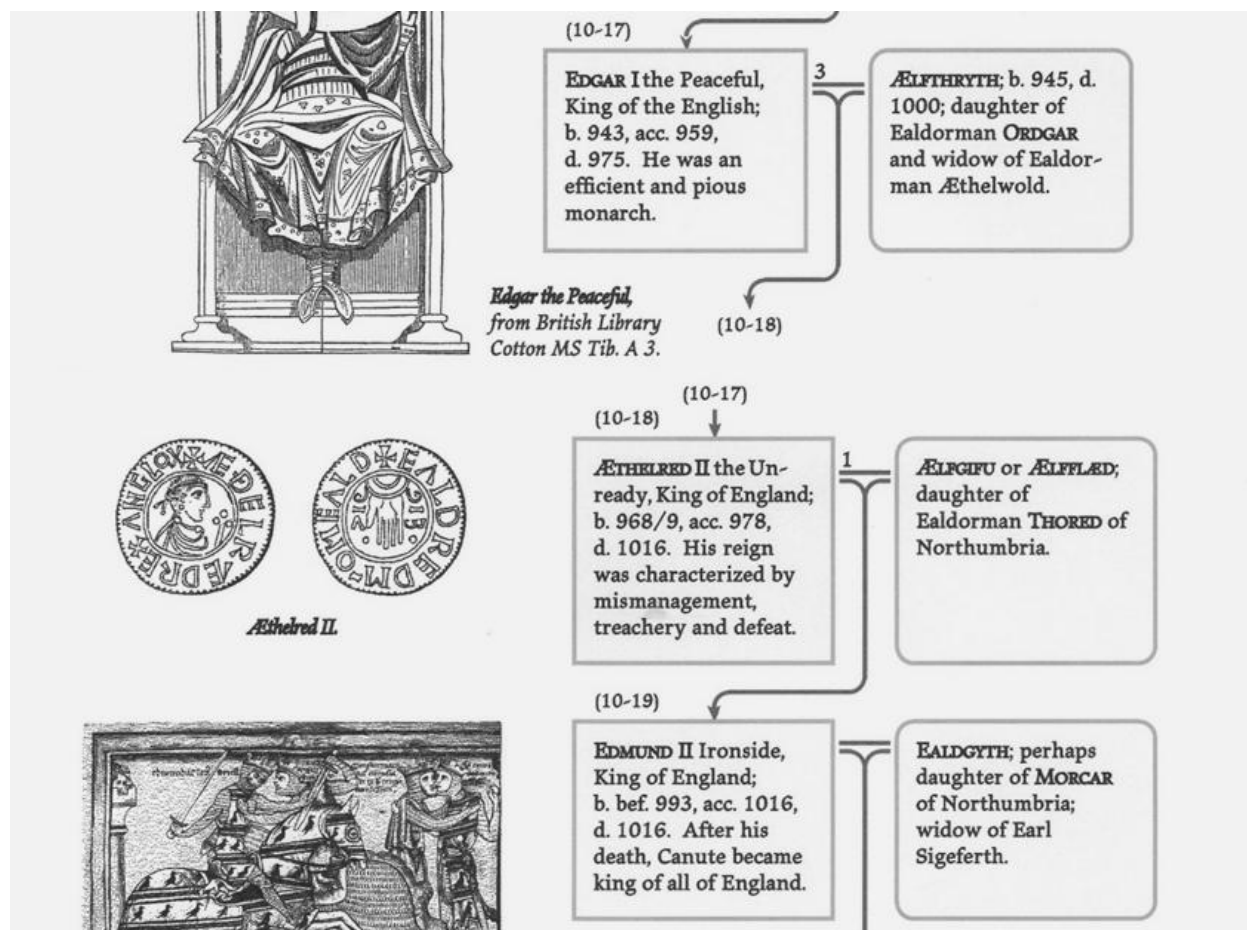 (10-17)
EDGAR I the Peaceful,
King of the English;
b. 943, acc. 959,
d. 975. He was an
efficient and pious
monarch.
3
ÆLFTHRYTH; b. 945, d.
1000; daughter of
Ealdorman ORDGAR
and widow of Ealdor-
man Æthelwold.
Edgar the Peaceful,
from British Library
Cotton MS Tib. A 3.
(10-18)
(10-17)
(10-18)
ÆTHELRED II the Un-
ready, King of England;
b. 968/9, acc. 978,
d. 1016. His reign
was characterized by
mismanagement,
treachery and defeat.
1
ÆLFGIFU or ÆLFFLÆD;
daughter of
Ealdorman THORED of
Northumbria.
Æthelred II.
(10-19)
EDMUND II Ironside,
King of England;
b. bef. 993, acc. 1016,
d. 1016. After his
death, Canute became
king of all of England.
EALDGYTH; perhaps
daughter of MORCAR
of Northumbria;
widow of Earl
Sigeferth.